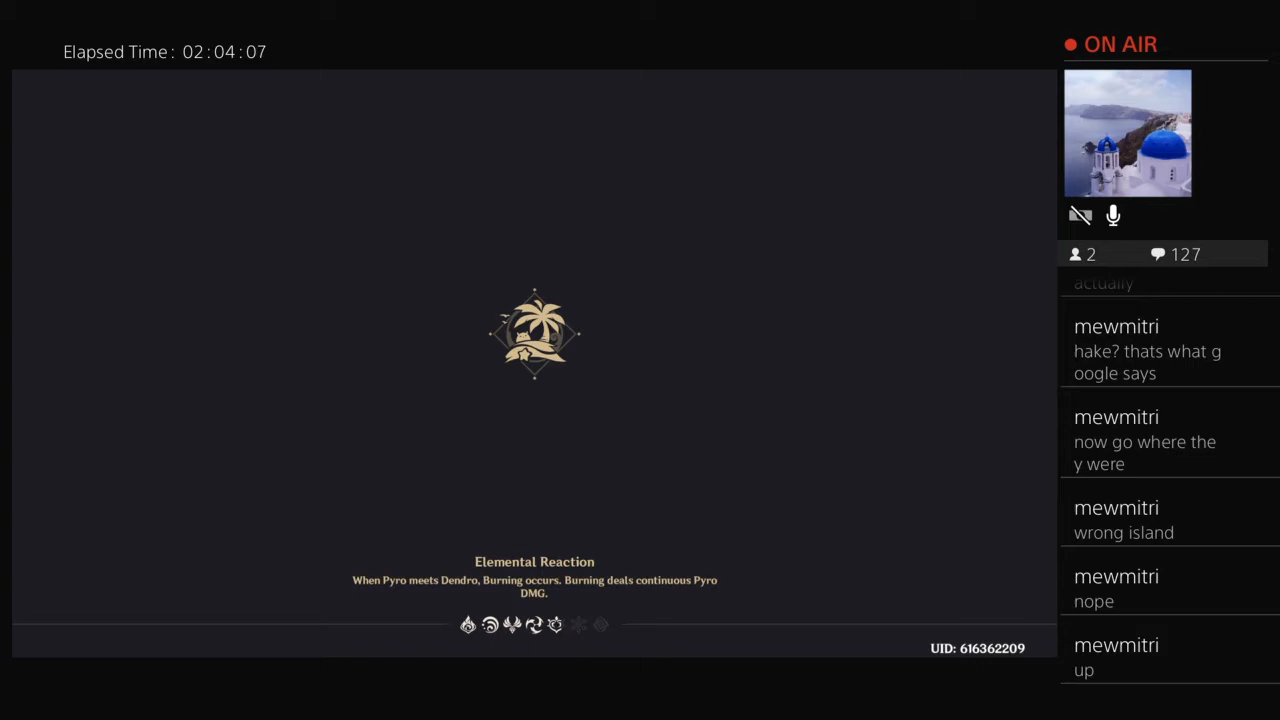 Elapsed Time: 02:04:07
ON AIR
2
127
actually
mewmitri
hake? thats what g
oogle says
mewmitri
now go where the
y were
mewmitri
wrong island
mewmitri
nope
mewmitri
up
Elemental Reaction
When Pyro meets Dendro, Burning occurs. Burning deals continuous Pyro
DMG.
UID: 616362209